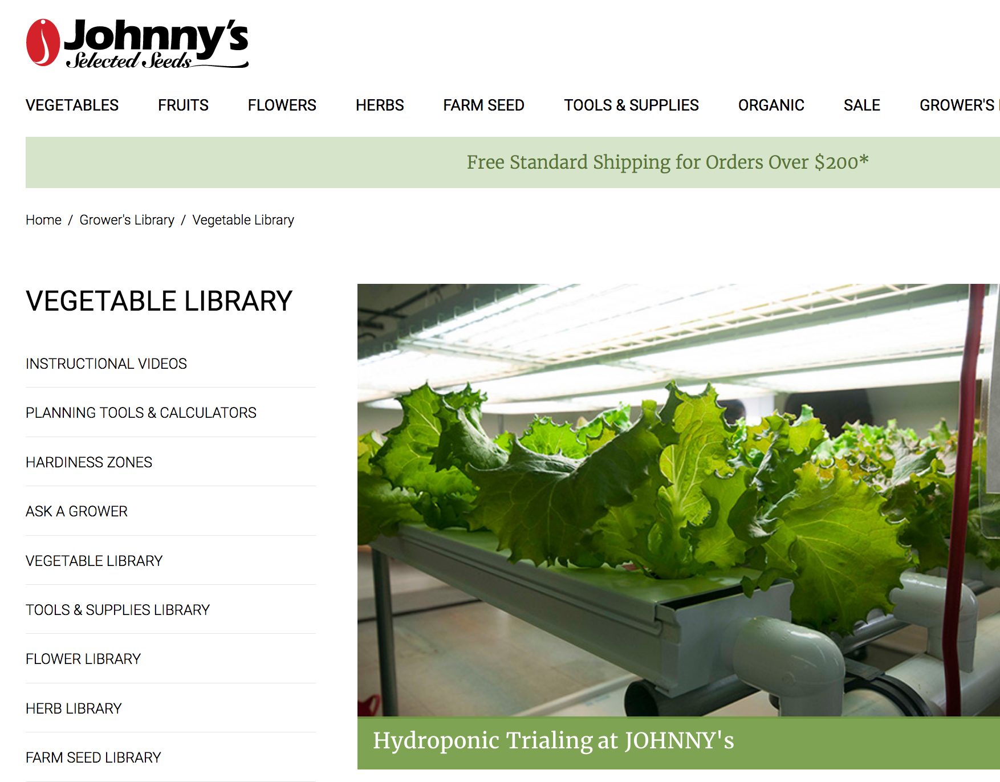 Johnny's
Selected Seeds
VEGETABLES FRUITS FLOWERS HERBS FARM SEED TOOLS & SUPPLIES ORGANIC SALE GROWER'S
Free Standard Shipping for Orders Over $200*
Home / Grower's Library / Vegetable Library
VEGETABLE LIBRARY
INSTRUCTIONAL VIDEOS
PLANNING TOOLS & CALCULATORS
HARDINESS ZONES
ASK A GROWER
VEGETABLE LIBRARY
TOOLS & SUPPLIES LIBRARY
FLOWER LIBRARY
HERB LIBRARY
FARM SEED LIBRARY
Hydroponic Trialing at JOHNNY's